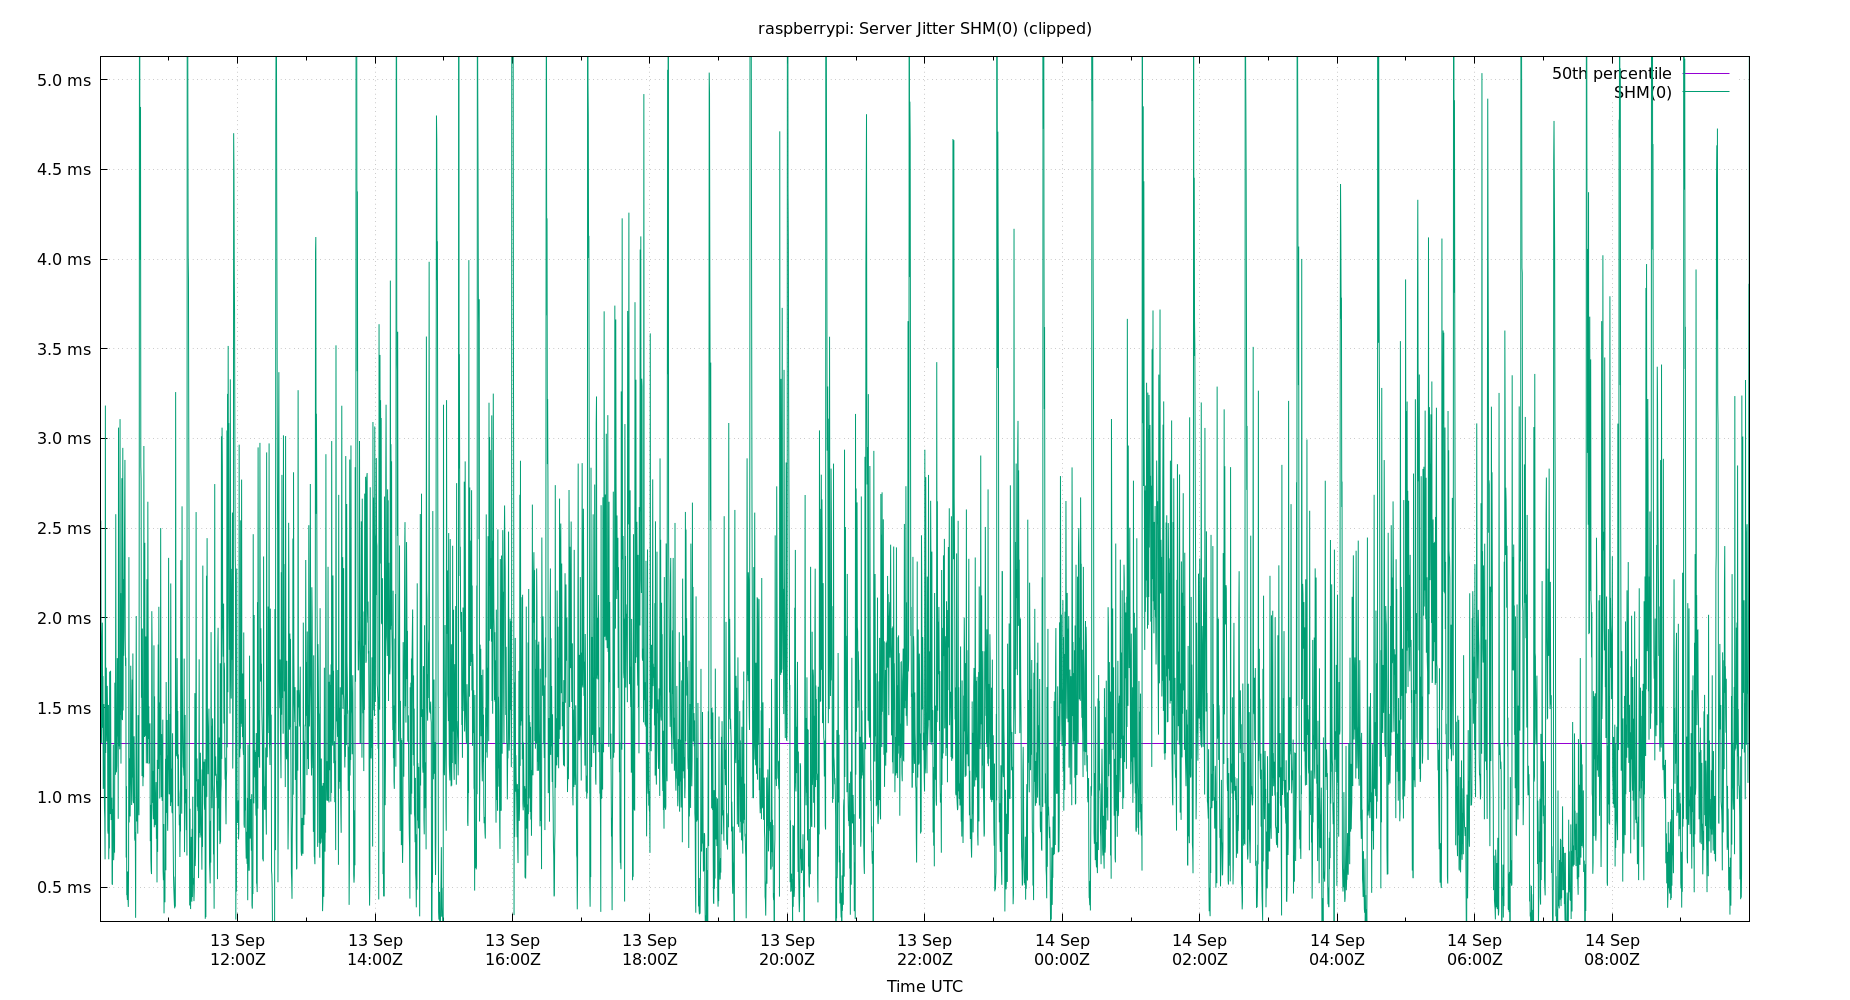 raspberrypi: Server Jitter SHM(0) (clipped)
50th percentile
SHM(0)
5.0 ms
4.5 ms
4.0 ms
3.5 ms
3.0 ms
2.5 ms
2.0 ms
1.5 ms
1.0 ms
0.5 ms
13 Sep 13 Sep 13 Sep 13 Sep 13 Sep 13 Sep 14 Sep 14 Sep 14 Sep 14 Sep 14 Sep
12:00Z 14:00Z 16:00Z 18:00Z 20:00Z 22:00Z 00:00Z 02:00Z 04:00Z 06:00Z 08:00Z
Time UTC